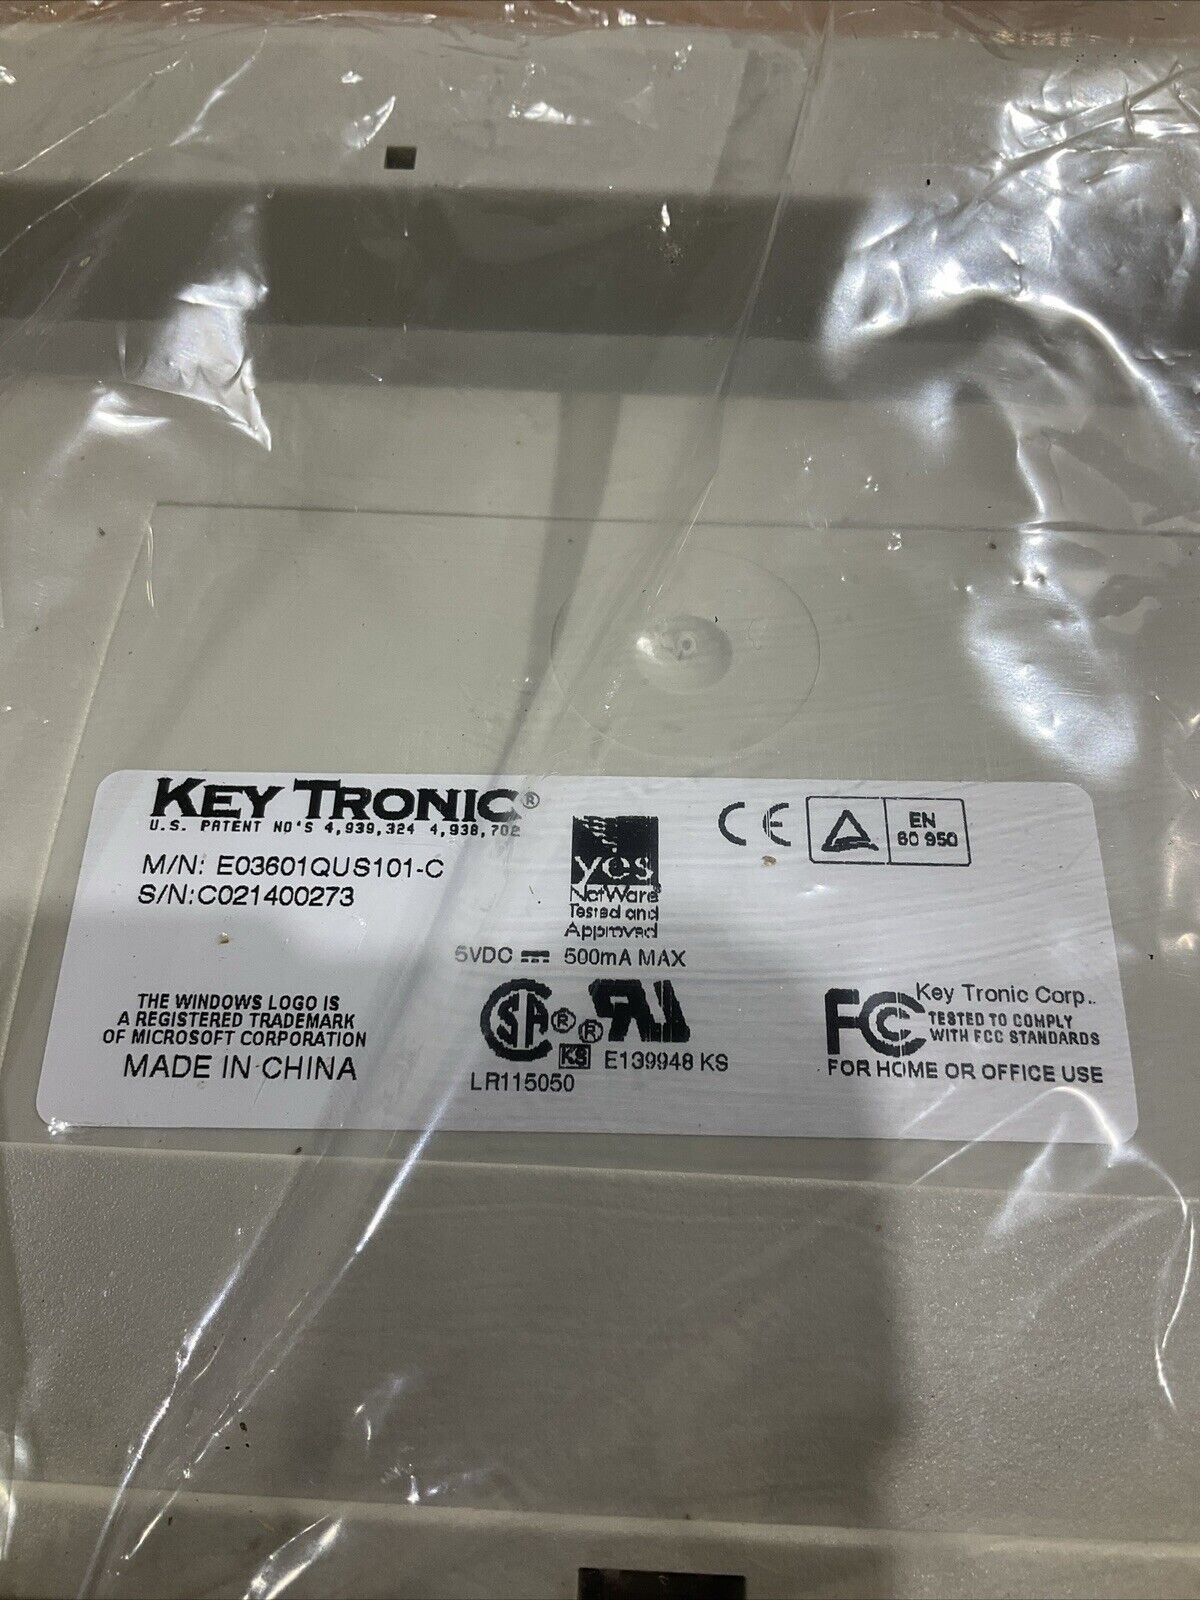 KEY TRONIC®
U.S. PATENT NO'S 4,939,324 4,938,702
M/N: E03601QUS101-C
S/N:C021400273
yes
NetWare
Tested and
Approved
CE
EN
60 950
5VDC 500mA MAX
THE WINDOWS LOGO IS
A REGISTERED TRADEMARK
OF MICROSOFT CORPORATION
MADE IN CHINA
SA® ®
KS E139948 KS
LR115050
FC Key Tronic Corp..
TESTED TO COMPLY
WITH FCC STANDARDS
FOR HOME OR OFFICE USE